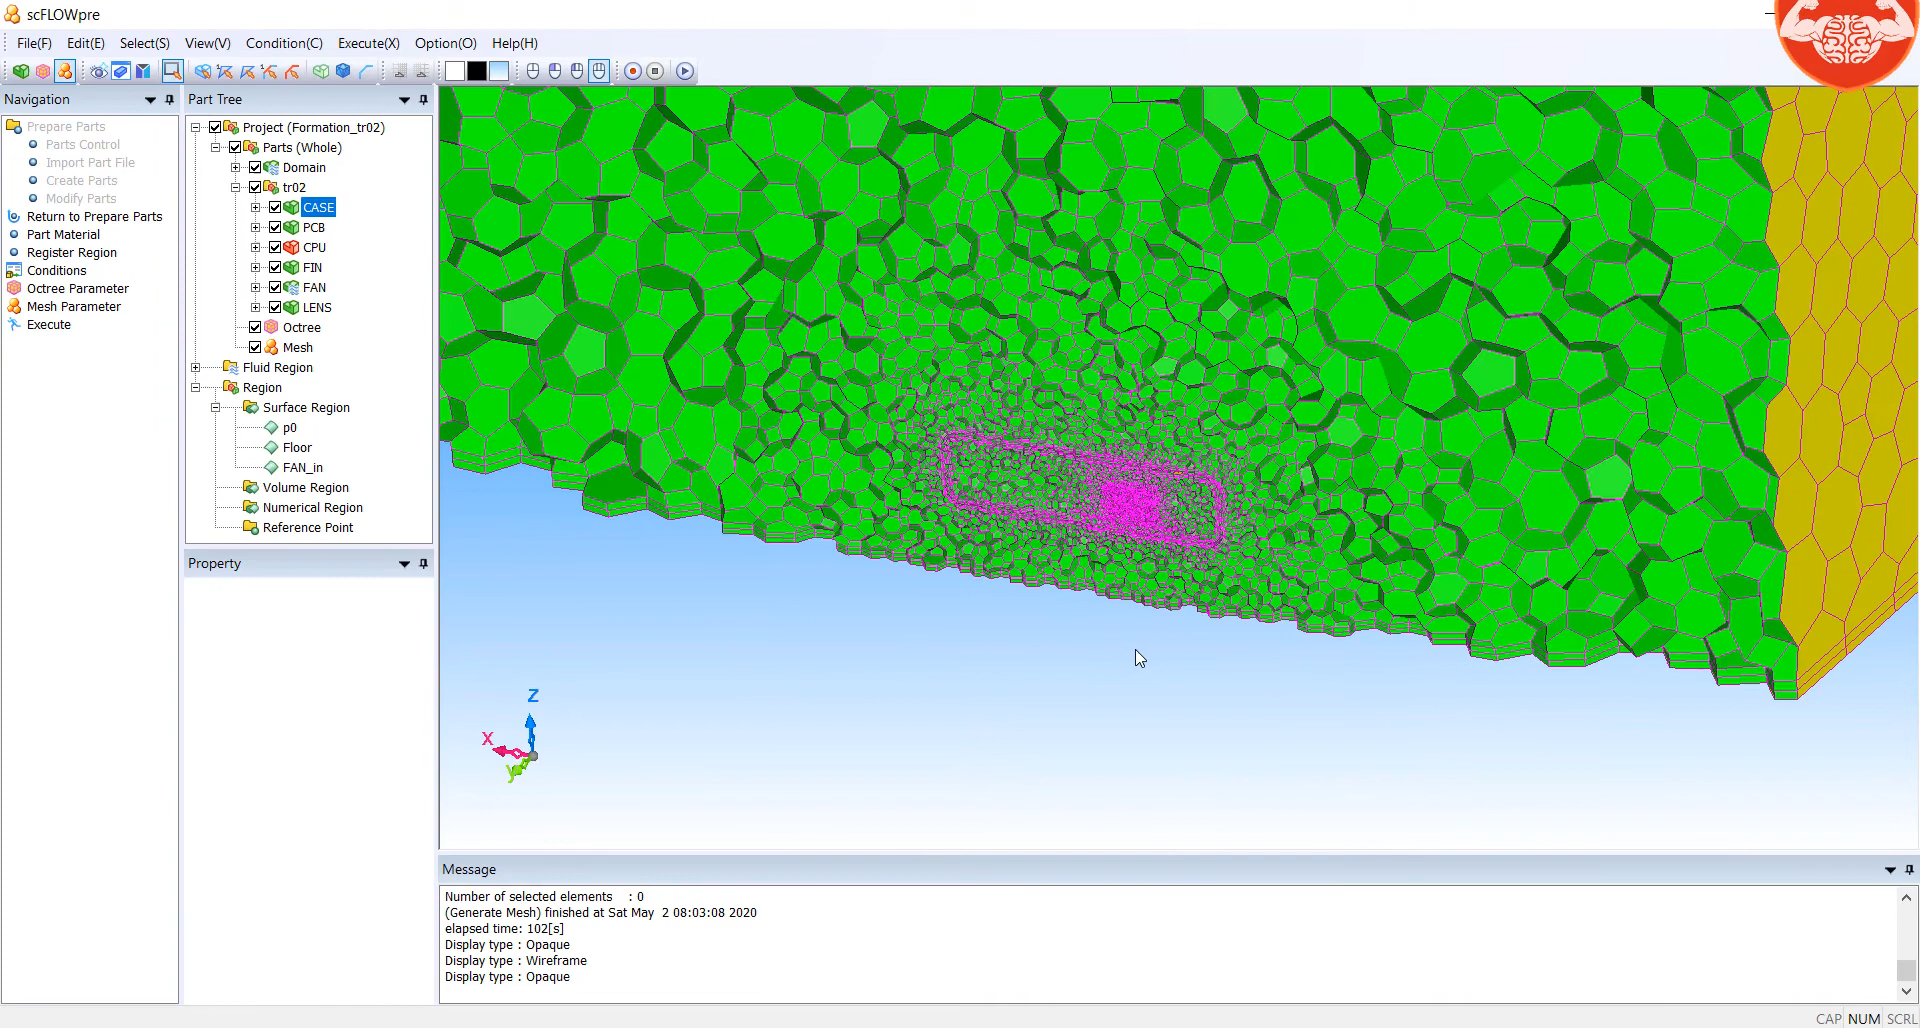 scFLOWpre
File(F) Edit(E) Select(S) View(V) Condition(C) Execute(X) Option(O) Help(H)
Navigation
Prepare Parts
Parts Control
Import Part File
Create Parts
Modify Parts
Return to Prepare Parts
Part Material
Register Region
Conditions
Octree Parameter
Mesh Parameter
Execute
Part Tree
Project (Formation_tr02)
Parts (Whole)
Domain
tr02
CASE
PCB
CPU
FIN
FAN
LENS
Octree
Mesh
Fluid Region
Region
Surface Region
p0
Floor
FAN_in
Volume Region
Numerical Region
Reference Point
Property
Z
X
y
Message
Number of selected elements : 0
(Generate Mesh) finished at Sat May 2 08:03:08 2020
elapsed time: 102[s]
Display type : Opaque
Display type : Wireframe
Display type : Opaque
CAP NUM SCRL